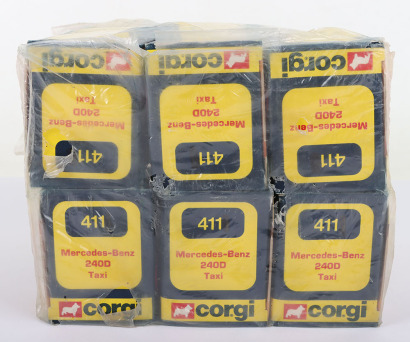 corgi
corgi
corgi
Mercedes-Benz
240D
Taxi
Mercedes-Benz
240D
Taxi
Mercedes-Benz
240D
Taxi
411
411
411
411
411
411
Mercedes-Benz
240D
Taxi
Mercedes-Benz
240D
Taxi
Mercedes-Benz
240D
Taxi
corgi
corgi
corgi